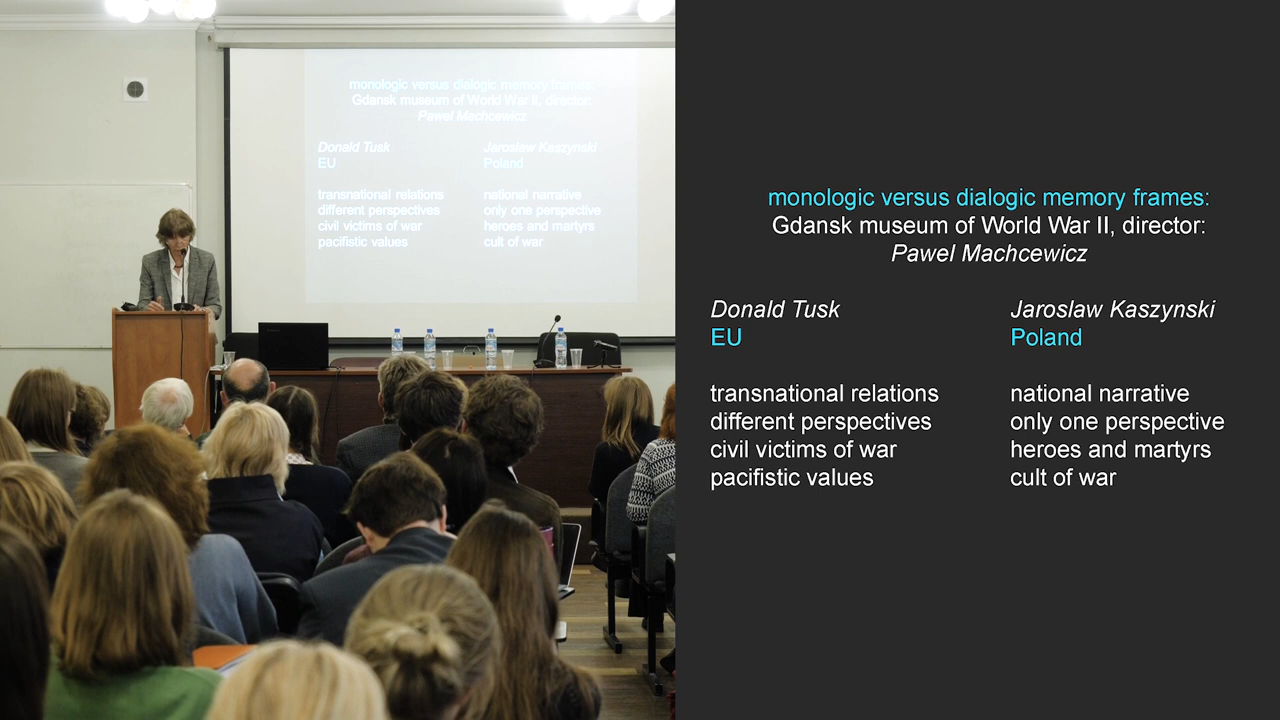 monologic versus dialogic memory frames:
Gdansk museum of World War II, director:
Pawel Machcewicz
Donald Tusk
EU
transnational relations
different perspectives
civil victims of war
pacifistic values
Jaroslaw Kaszynski
Poland
national narrative
only one perspective
heroes and martyrs
cult of war
monologic versus dialogic memory frames:
Gdansk museum of World War II, director:
Pawel Machcewicz
Donald Tusk
EU
transnational relations
different perspectives
civil victims of war
pacifistic values
Jaroslaw Kaszynski
Poland
national narrative
only one perspective
heroes and martyrs
cult of war